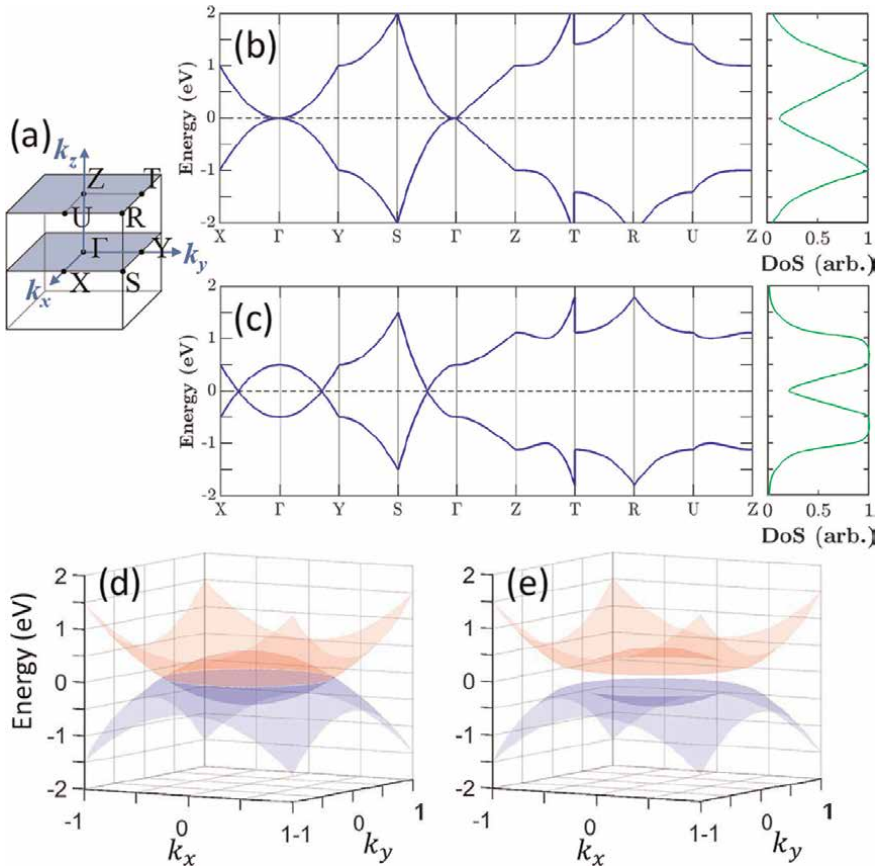 (a)
k_z
Z
T
U
R
Γ
Y
k_y
X
S
k_x
(b)
Energy (eV)
2
1
0
-1
-2
X Γ Y S Γ Z T R U Z
0 0.5 1
DoS (arb.)
(c)
Energy (eV)
2
1
0
-1
-2
X Γ Y S Γ Z T R U Z
0 0.5 1
DoS (arb.)
(d)
Energy (eV)
2
1
0
-1
-2
-1 0 1
k_x
-1 0 1
k_y
(e)
2
1
0
-1
-2
-1 0 1
k_x
-1 0 1
k_y